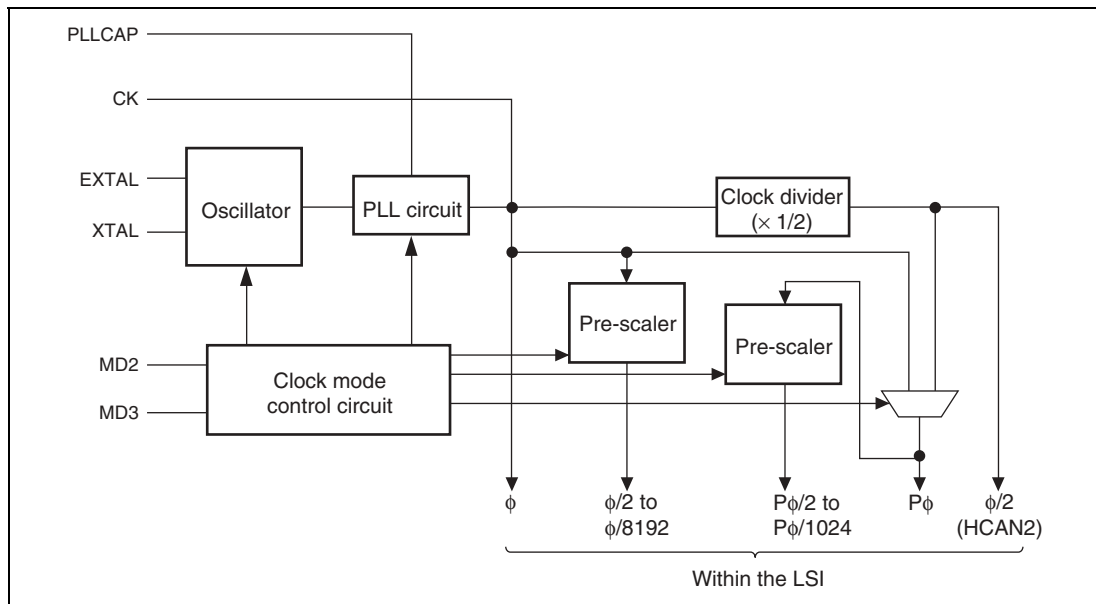 PLLCAP
CK
EXTAL
XTAL
Oscillator
PLL circuit
Clock divider
(× 1/2)
Pre-scaler
Pre-scaler
MD2
MD3
Clock mode
control circuit
ϕ
ϕ/2 to
ϕ/8192
Pϕ/2 to
Pϕ/1024
Pϕ
ϕ/2
(HCAN2)
Within the LSI